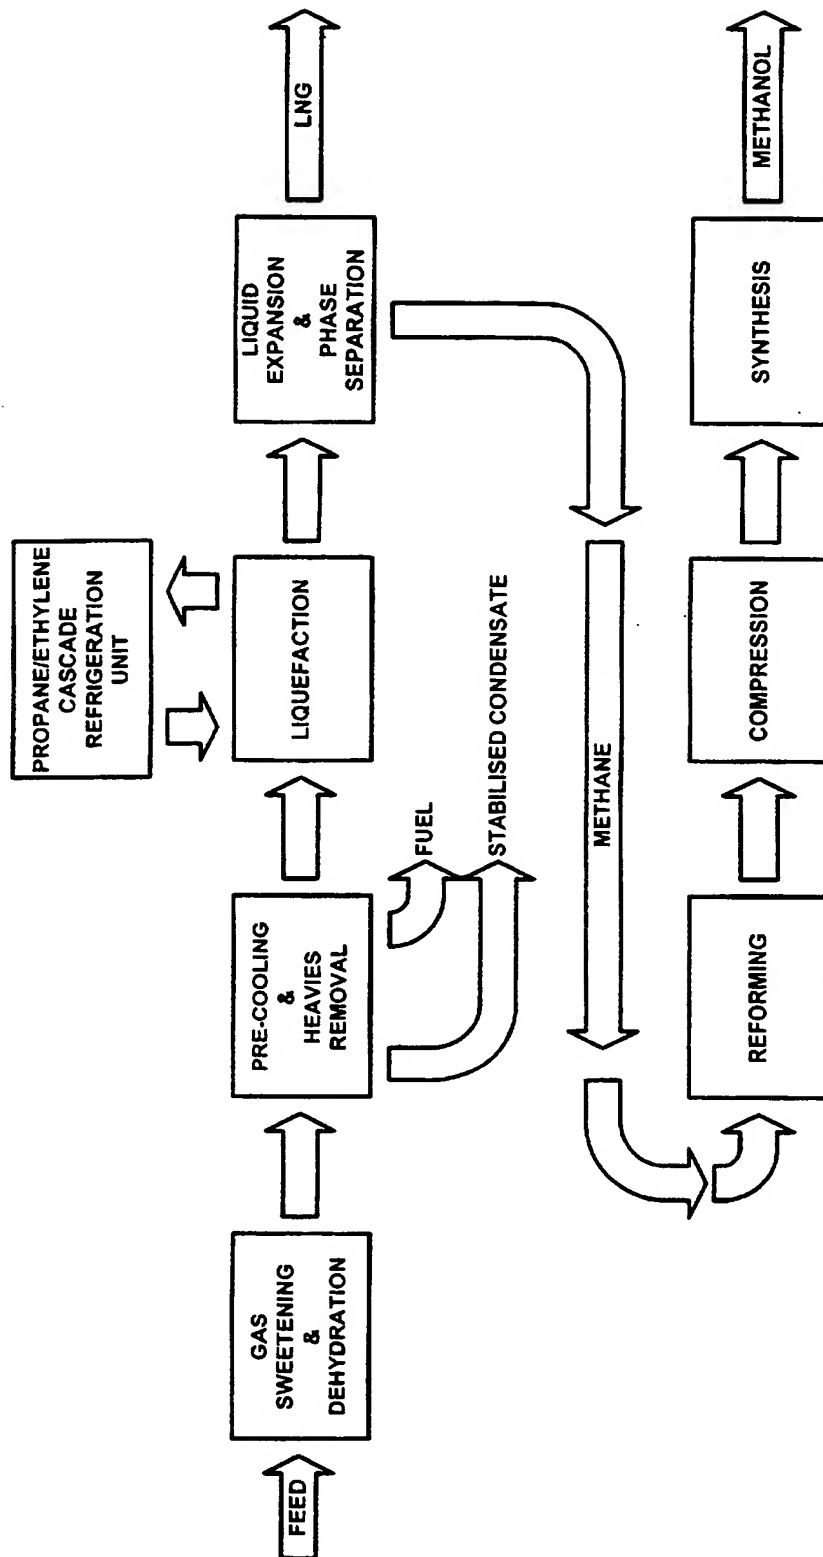 FEED
GAS
SWEETENING
&
DEHYDRATION
PRE-COOLING
&
HEAVIES
REMOVAL
FUEL
STABILISED CONDENSATE
PROPANE/ETHYLENE
CASCADE
REFRIGERATION
UNIT
LIQUEFACTION
LIQUID
EXPANSION
&
PHASE
SEPARATION
LNG
METHANE
REFORMING
COMPRESSION
SYNTHESIS
METHANOL